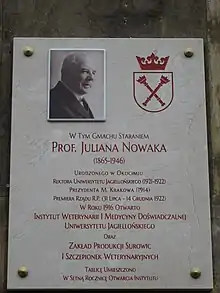 W Tym Gmachu Staraniem
Prof. Juliana Nowaka
(1865-1946)
Urodzonego w Okocimiu
Rektora Uniwersytetu Jagiellońskiego (1921-1922)
Prezydenta M. Krakowa (1914)
Premiera Rządu R.P. (31 Lipca - 14 Grudnia 1922)
W Roku 1916 Otwarto
Instytut Weterynarii i Medycyny Doświadczalnej
Uniwersytetu Jagiellońskiego
Oraz
Zakład Produkcji Surowic
i Szczepionek Weterynaryjnych
Tablicę Umieszczono
w Setną Rocznicę Otwarcia Instytutu